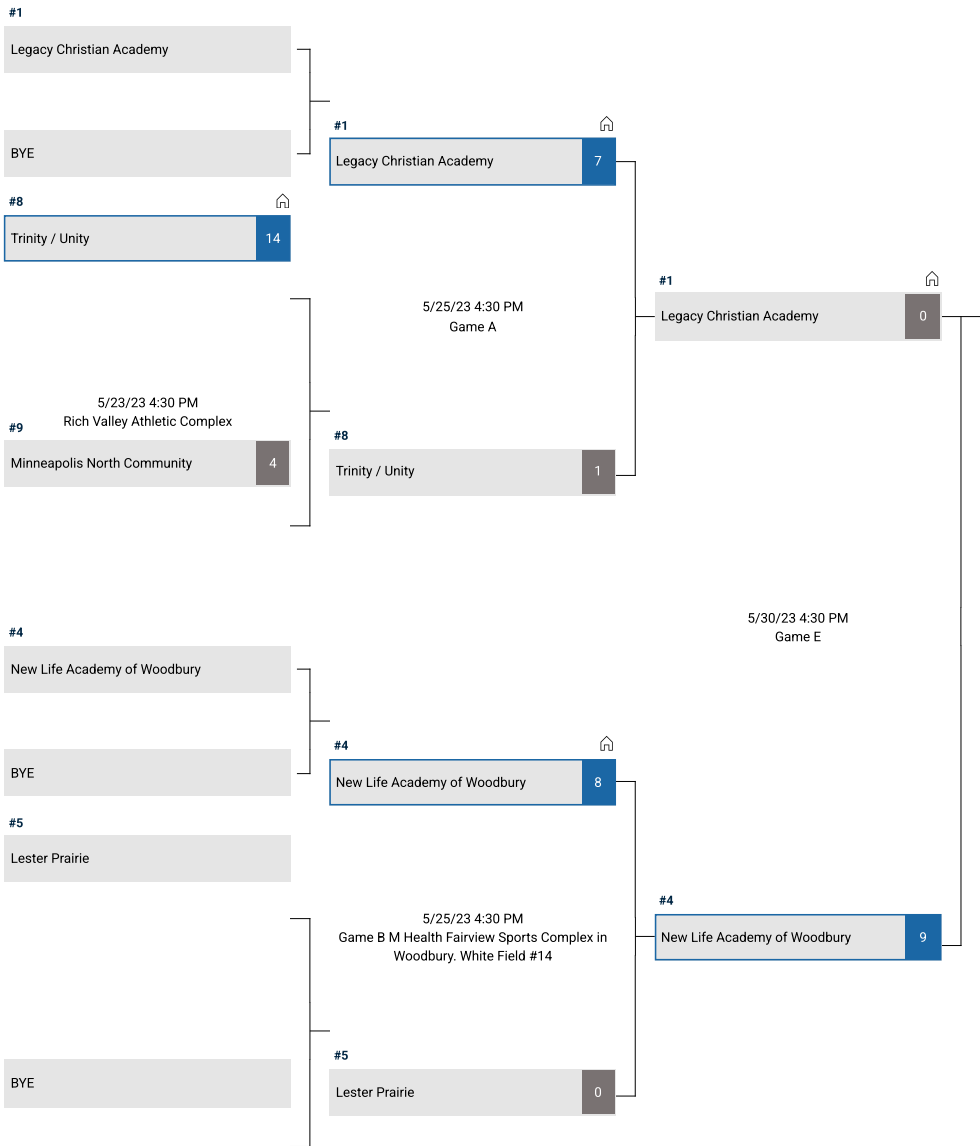 #1
Legacy Christian Academy
BYE
#8
Trinity / Unity
14
5/23/23 4:30 PM
Rich Valley Athletic Complex
#9
Minneapolis North Community
4
#1
Legacy Christian Academy
7
5/25/23 4:30 PM
Game A
#8
Trinity / Unity
1
#1
Legacy Christian Academy
0
5/30/23 4:30 PM
Game E
#4
New Life Academy of Woodbury
BYE
#5
Lester Prairie
BYE
#4
New Life Academy of Woodbury
8
5/25/23 4:30 PM
Game B M Health Fairview Sports Complex in
Woodbury. White Field #14
#5
Lester Prairie
0
#4
New Life Academy of Woodbury
9